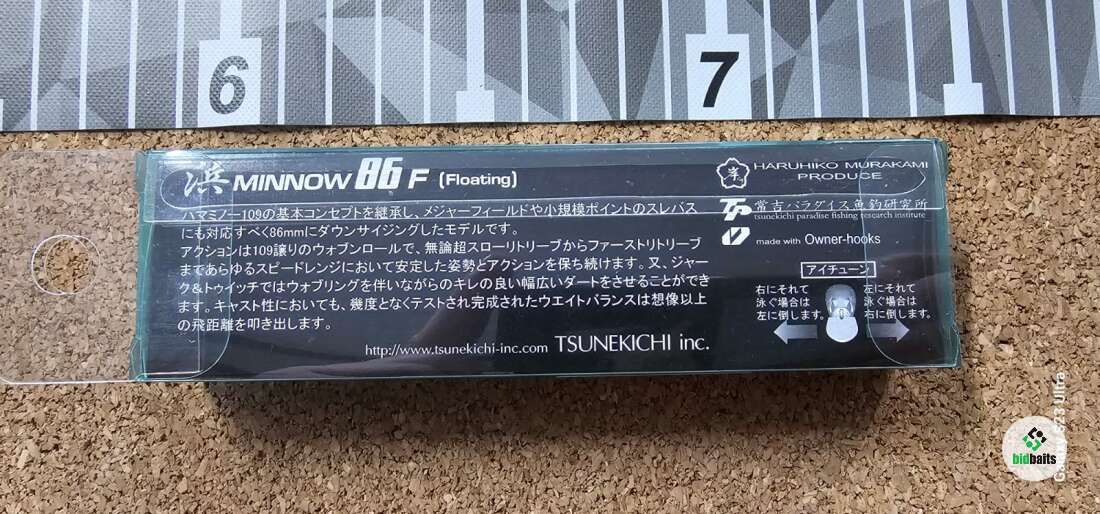 6
7
浜 MINNOW 86 F (Floating)
ハマミノー109の基本コンセプトを継承し、メジャーフィールドや小規模ポイントのスレバス
にも対応すべく86mmにダウンサイジングしたモデルです。
アクションは109譲りのウォブンロールで、無論超スローリトリーブからファーストリトリーブ
まであらゆるスピードレンジにおいて安定した姿勢とアクションを保ち続けます。又、ジャー
ク&トゥイッチではウォブリングを伴いながらのキレの良い幅広いダートをさせることができ
ます。キャスト性においても、幾度となくテストされ完成されたウエイトバランスは想像以上
の飛距離を叩き出します。
http://www.tsunekichi-inc.com TSUNEKICHI inc.
HARUHIKO MURAKAMI
PRODUCE
常吉パラダイス魚釣研究所
tsunekichi paradise fishing research institute
made with Owner-hooks
アイチューン
右にそれて
泳ぐ場合は
左に倒します。
左にそれて
泳ぐ場合は
右に倒します。
bidbaits